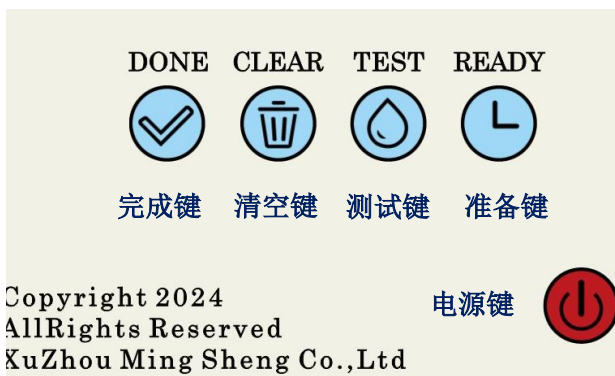 DONE CLEAR TEST READY
完成键 清空键 测试键 准备键
电源键
Copyright 2024
AllRights Reserved
XuZhou Ming Sheng Co.,Ltd